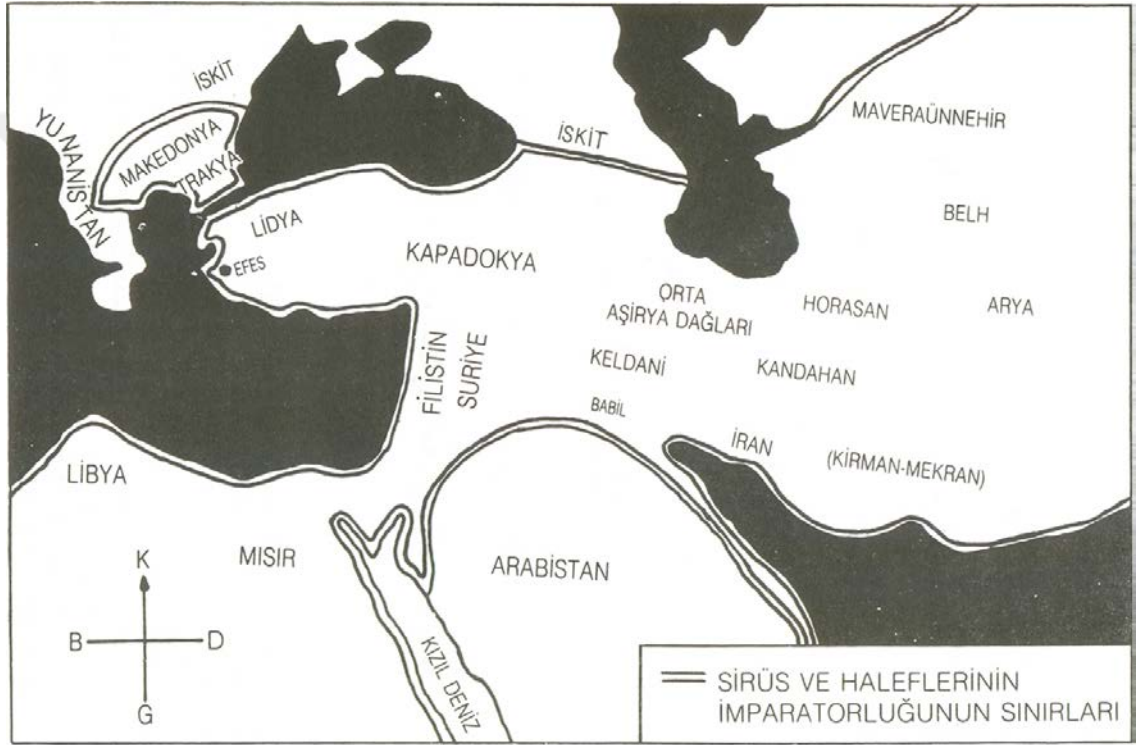 İSKİT
YUNANİSTAN
MAKEDONYA
TRAKYA
İSKİT
MAVERAÜNNEHİR
BELH
LİDYA
EFES
KAPADOKYA
ORTA
AŞİRYA DAĞLARI
HORASAN
ARYA
KELDANİ
KANDAHAN
FİLİSTİN
SURİYE
BABİL
İRAN
(KİRMAN-MEKRAN)
LİBYA
MISIR
ARABİSTAN
KIZIL DENİZ
K
B
D
G
SİRÜS VE HALEFLERİNİN
İMPARATORLUĞUNUN SINIRLARI